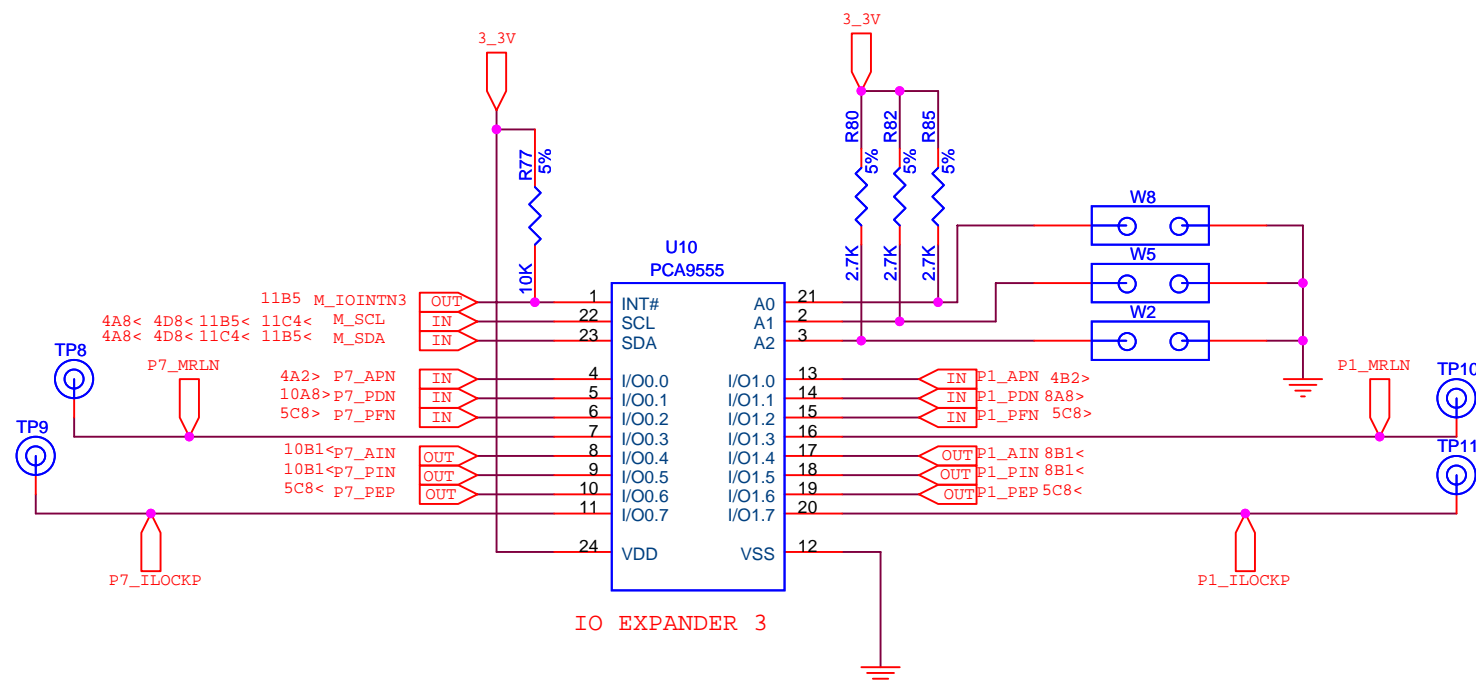 3_3V
3_3V
R77
5%
10K
R80
5%
2.7K
R82
5%
2.7K
R85
5%
2.7K
W8
W5
W2
U10
PCA9555
11B5 M_IOINTN3 OUT 1 INT# A0 21
4A8< 4D8< 11B5< 11C4< M_SCL IN 22 SCL A1 2
4A8< 4D8< 11C4< 11B5< M_SDA IN 23 SDA A2 3
TP8
P7_MRLN
P1_MRLN
TP10
4A2> P7_APN IN 4 I/O0.0 I/O1.0 13 IN P1_APN 4B2>
10A8> P7_PDN IN 5 I/O0.1 I/O1.1 14 IN P1_PDN 8A8>
5C8> P7_PFN IN 6 I/O0.2 I/O1.2 15 IN P1_PFN 5C8>
TP9
7 I/O0.3 I/O1.3 16
TP11
10B1< P7_AIN OUT 8 I/O0.4 I/O1.4 17 OUT P1_AIN 8B1<
10B1< P7_PIN OUT 9 I/O0.5 I/O1.5 18 OUT P1_PIN 8B1<
5C8< P7_PEP OUT 10 I/O0.6 I/O1.6 19 OUT P1_PEP 5C8<
11 I/O0.7 I/O1.7 20
24 VDD VSS 12
P7_ILOCKP
P1_ILOCKP
IO EXPANDER 3